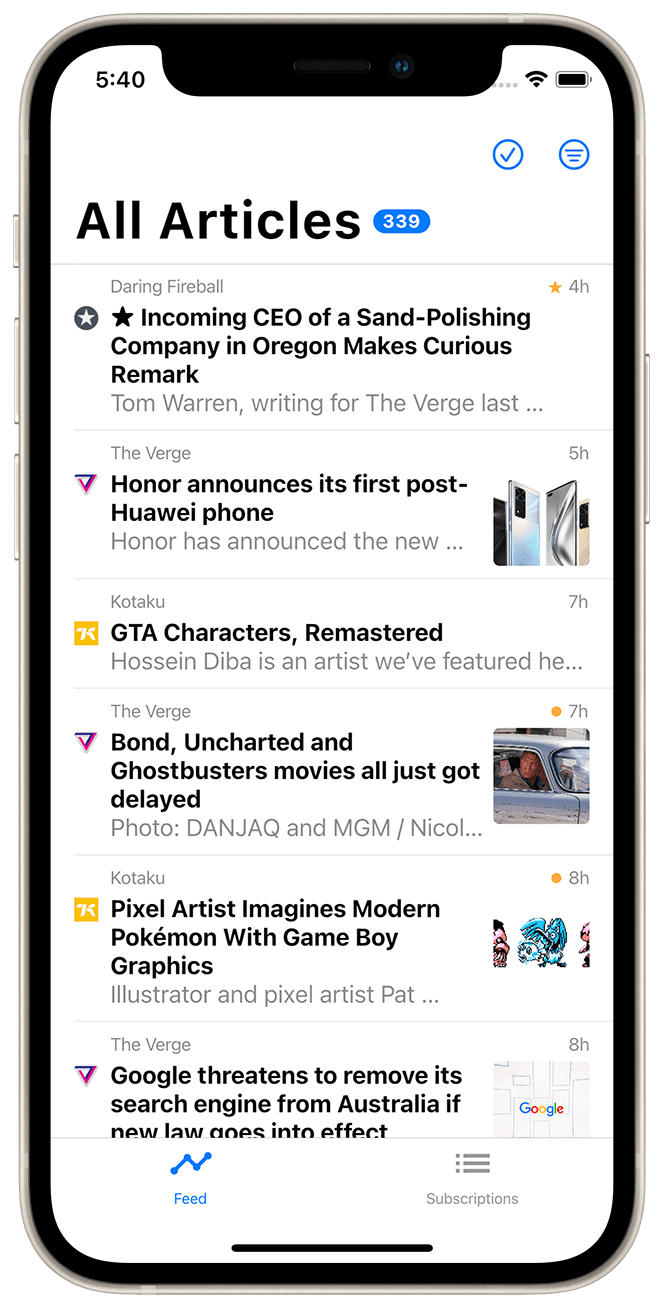 5:40
All Articles 339
Daring Fireball ★ 4h
★ Incoming CEO of a Sand-Polishing
Company in Oregon Makes Curious
Remark
Tom Warren, writing for The Verge last ...
The Verge 5h
Honor announces its first post-
Huawei phone
Honor has announced the new ...
Kotaku 7h
GTA Characters, Remastered
Hossein Diba is an artist we’ve featured he...
The Verge 7h
Bond, Uncharted and
Ghostbusters movies all just got
delayed
Photo: DANJAQ and MGM / Nicol...
Kotaku 8h
Pixel Artist Imagines Modern
Pokémon With Game Boy
Graphics
Illustrator and pixel artist Pat ...
The Verge 8h
Google threatens to remove its
search engine from Australia if
new law goes into effect
Google
Feed Subscriptions